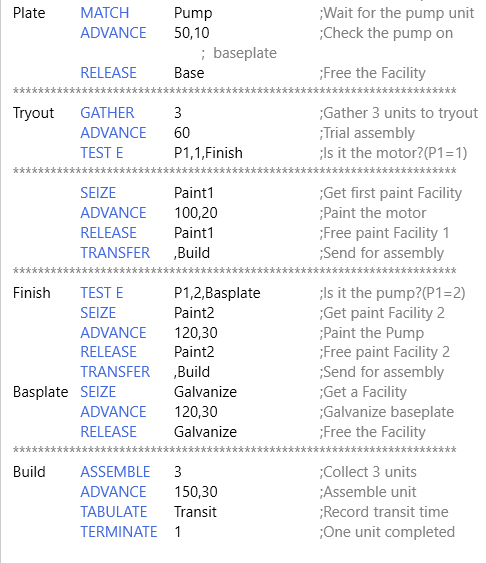 Plate MATCH Pump ;Wait for the pump unit
ADVANCE 50,10 ;Check the pump on
; baseplate
RELEASE Base ;Free the Facility
************************************************************************
Tryout GATHER 3 ;Gather 3 units to tryout
ADVANCE 60 ;Trial assembly
TEST E P1,1,Finish ;Is it the motor?(P1=1)
************************************************************************
SEIZE Paint1 ;Get first paint Facility
ADVANCE 100,20 ;Paint the motor
RELEASE Paint1 ;Free paint Facility 1
TRANSFER ,Build ;Send for assembly
************************************************************************
Finish TEST E P1,2,Basplate ;Is it the pump?(P1=2)
SEIZE Paint2 ;Get paint Facility 2
ADVANCE 120,30 ;Paint the Pump
RELEASE Paint2 ;Free paint Facility 2
TRANSFER ,Build ;Send for assembly
Basplate SEIZE Galvanize ;Get a Facility
ADVANCE 120,30 ;Galvanize baseplate
RELEASE Galvanize ;Free the Facility
************************************************************************
Build ASSEMBLE 3 ;Collect 3 units
ADVANCE 150,30 ;Assemble unit
TABULATE Transit ;Record transit time
TERMINATE 1 ;One unit completed